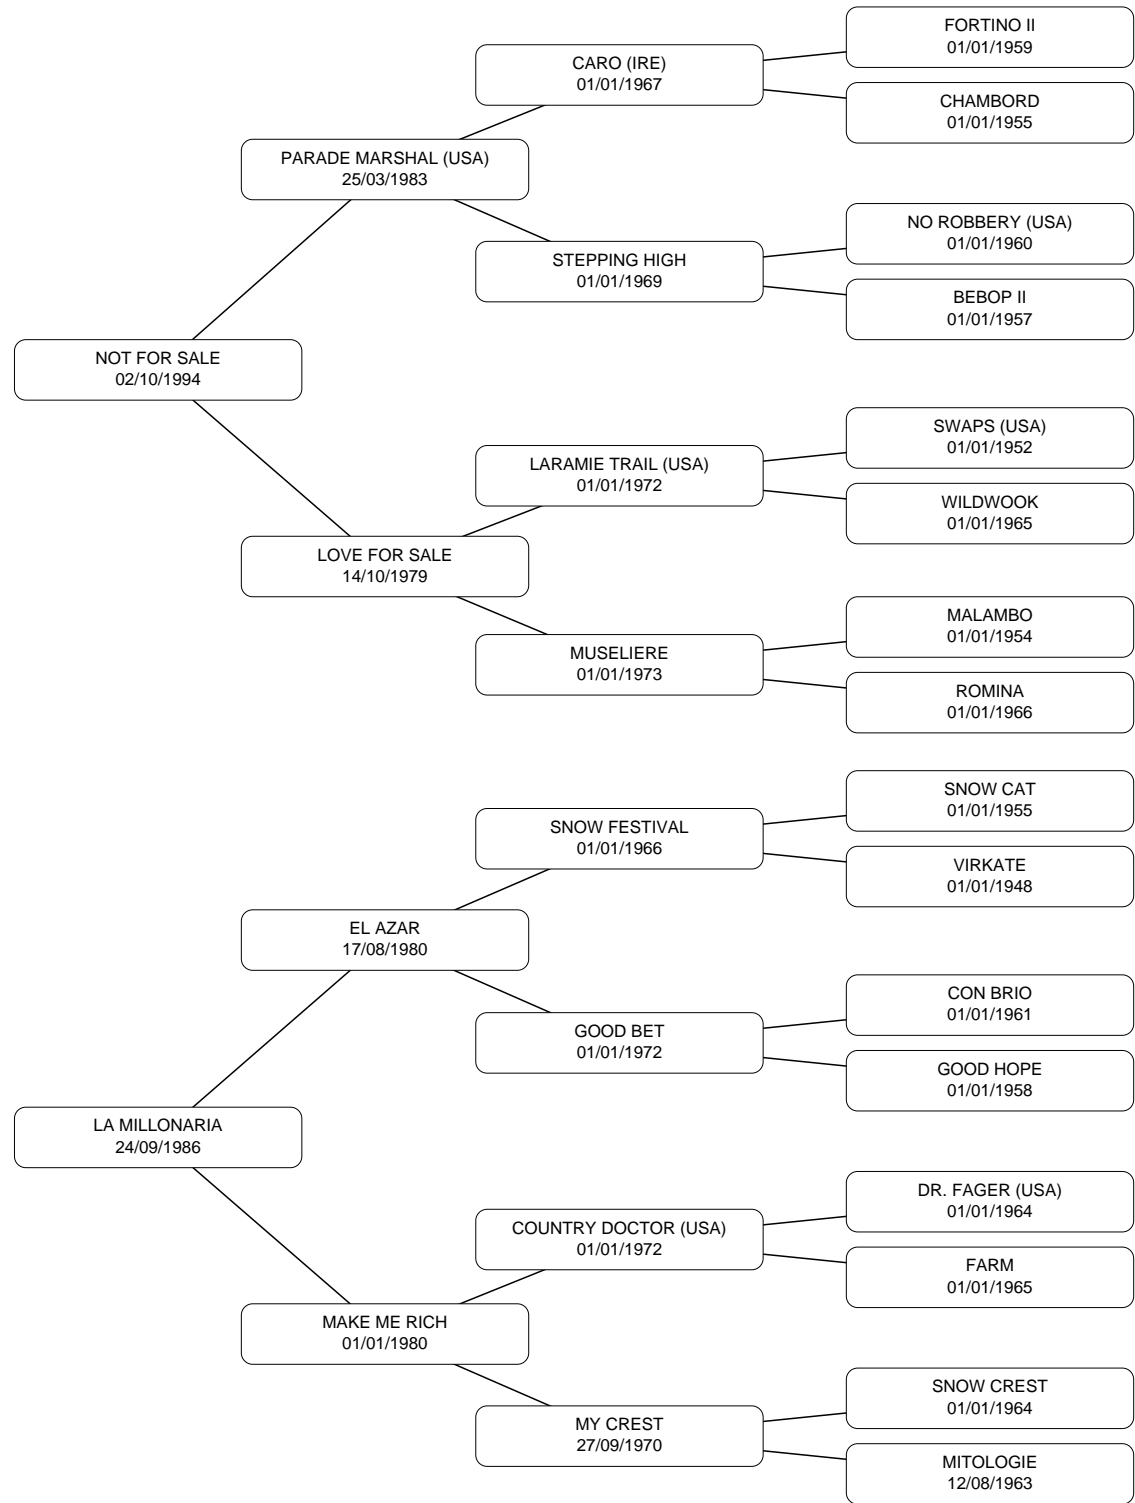 FORTINO II
01/01/1959
CARO (IRE)
01/01/1967
CHAMBORD
01/01/1955
PARADE MARSHAL (USA)
25/03/1983
NO ROBBERY (USA)
01/01/1960
STEPPING HIGH
01/01/1969
BEBOP II
01/01/1957
NOT FOR SALE
02/10/1994
SWAPS (USA)
01/01/1952
LARAMIE TRAIL (USA)
01/01/1972
WILDWOOK
01/01/1965
LOVE FOR SALE
14/10/1979
MALAMBO
01/01/1954
MUSELIERE
01/01/1973
ROMINA
01/01/1966
SNOW CAT
01/01/1955
SNOW FESTIVAL
01/01/1966
VIRKATE
01/01/1948
EL AZAR
17/08/1980
CON BRIO
01/01/1961
GOOD BET
01/01/1972
GOOD HOPE
01/01/1958
LA MILLONARIA
24/09/1986
DR. FAGER (USA)
01/01/1964
COUNTRY DOCTOR (USA)
01/01/1972
FARM
01/01/1965
MAKE ME RICH
01/01/1980
SNOW CREST
01/01/1964
MY CREST
27/09/1970
MITOLOGIE
12/08/1963